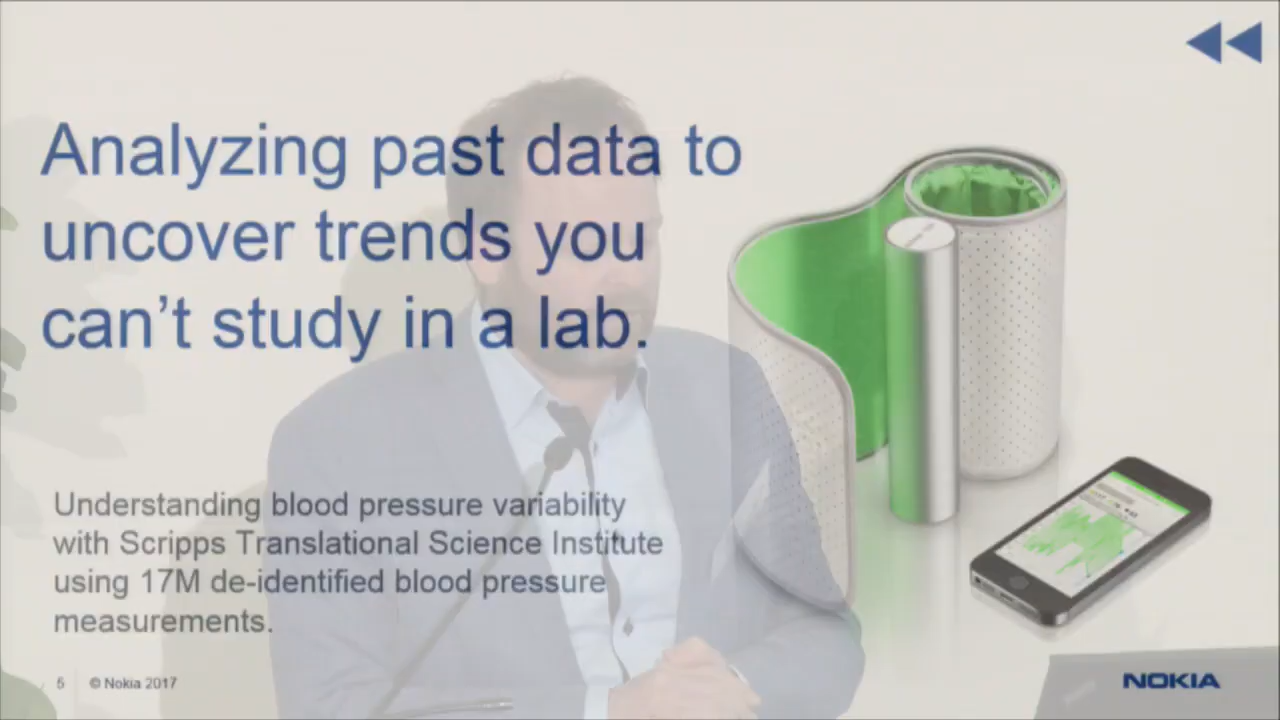 Analyzing past data to
uncover trends you
can't study in a lab.
Understanding blood pressure variability
with Scripps Translational Science Institute
using 17M de-identified blood pressure
measurements.
5 © Nokia 2017
NOKIA